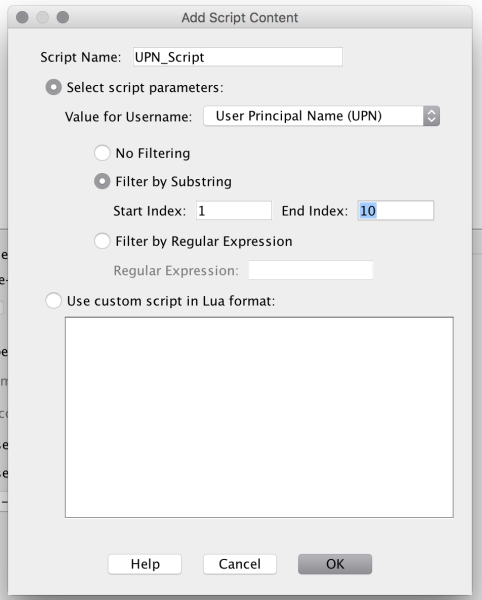 Add Script Content
Script Name: UPN_Script
Select script parameters:
Value for Username: User Principal Name (UPN)
No Filtering
Filter by Substring
Start Index: 1 End Index: 10
Filter by Regular Expression
Regular Expression:
Use custom script in Lua format:
Help Cancel OK